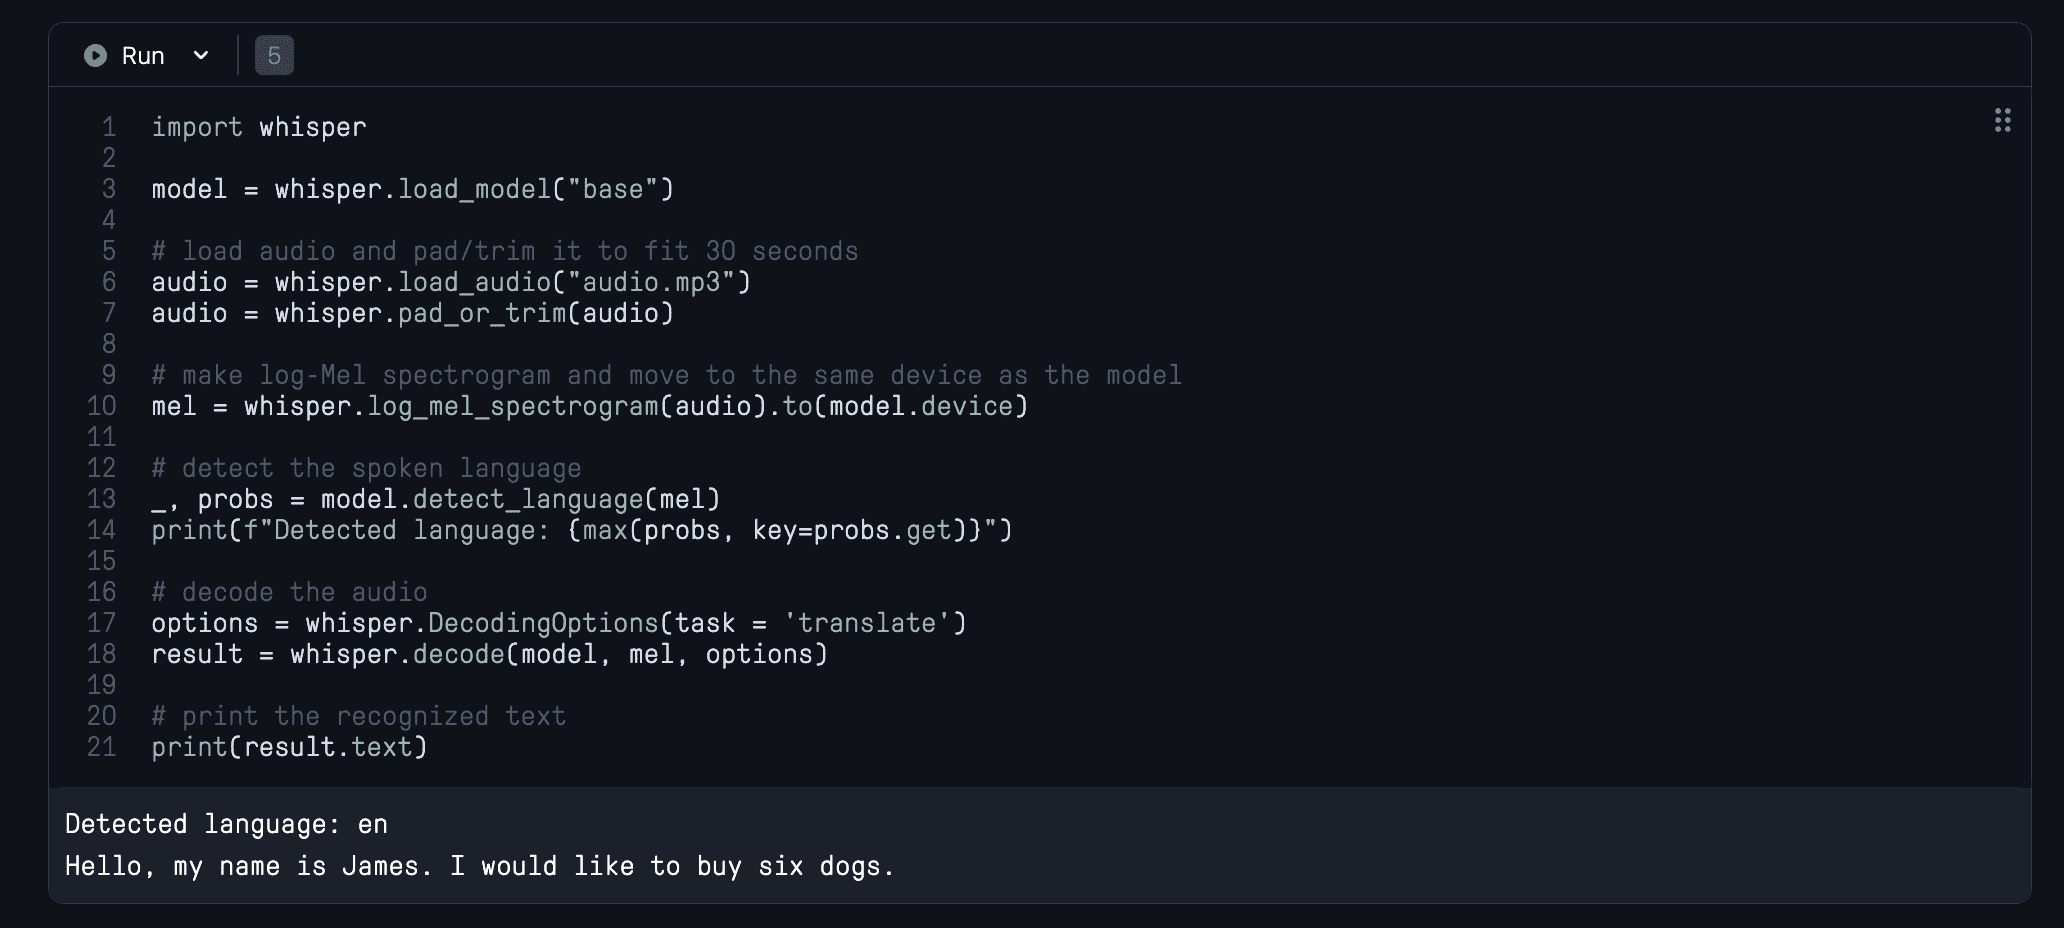 Run
5
1 import whisper
2
3 model = whisper.load_model("base")
4
5 # load audio and pad/trim it to fit 30 seconds
6 audio = whisper.load_audio("audio.mp3")
7 audio = whisper.pad_or_trim(audio)
8
9 # make log-Mel spectrogram and move to the same device as the model
10 mel = whisper.log_mel_spectrogram(audio).to(model.device)
11
12 # detect the spoken language
13 _, probs = model.detect_language(mel)
14 print(f"Detected language: {max(probs, key=probs.get)}")
15
16 # decode the audio
17 options = whisper.DecodingOptions(task = 'translate')
18 result = whisper.decode(model, mel, options)
19
20 # print the recognized text
21 print(result.text)
Detected language: en
Hello, my name is James. I would like to buy six dogs.